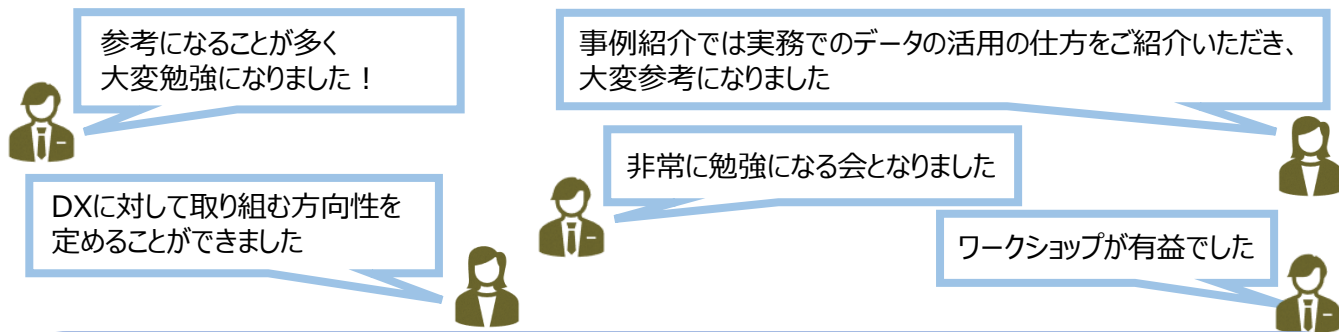 参考になることが多く
大変勉強になりました！
事例紹介では実務でのデータの活用の仕方をご紹介いただき、
大変参考になりました
非常に勉強になる会となりました
DXに対して取り組む方向性を
定めることができました
ワークショップが有益でした